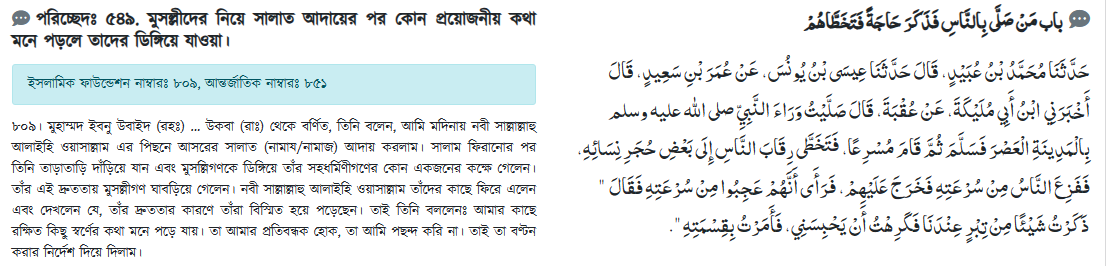 পরিচ্ছেদঃ ৫৪৯. মুসল্লীদের নিয়ে সালাত আদায়ের পর কোন প্রয়োজনীয় কথা
মনে পড়লে তাদের ডিঙ্গিয়ে যাওয়া।
ইসলামিক ফাউন্ডেশন নাম্বারঃ ৮০৯, আন্তর্জাতিক নাম্বারঃ ৮৫১
৮০৯। মুহাম্মদ ইবনু উবাইদ (রহঃ) ... উকবা (রাঃ) থেকে বর্ণিত, তিনি বলেন, আমি মদিনায় নবী সাল্লাল্লাহু
আলাইহি ওয়াসাল্লাম এর পিছনে আসরের সালাত (নামায/নামাজ) আদায় করলাম। সালাম ফিরানোর পর
তিনি তাড়াতাড়ি দাঁড়িয়ে যান এবং মুসল্লিগণকে ডিঙ্গিয়ে তাঁর সহধর্মিণীগণের কোন একজনের কক্ষে গেলেন।
তাঁর এই দ্রুততায় মুসল্লীগণ ঘাবড়িয়ে গেলেন। নবী সাল্লাল্লাহু আলাইহি ওয়াসাল্লাম তাঁদের কাছে ফিরে এলেন
এবং দেখলেন যে, তাঁর দ্রুততার কারণে তাঁরা বিস্মিত হয়ে পড়েছেন। তাই তিনি বললেনঃ আমার কাছে
রক্ষিত কিছু স্বর্ণের কথা মনে পড়ে যায়। তা আমার প্রতিবন্ধক হোক, তা আমি পছন্দ করি না। তাই তা বণ্টন
করার নির্দেশ দিয়ে দিলাম।
باب مَنْ صَلَّى بِالنَّاسِ فَذَكَرَ حَاجَةً فَتَخَطَّاهُمْ
حَدَّثَنَا مُحَمَّدُ بْنُ عُبَيْدٍ، قَالَ حَدَّثَنَا عِيسَى بْنُ يُونُسَ، عَنْ عُمَرَ بْنِ سَعِيدٍ، قَالَ
أَخْبَرَنِي ابْنُ أَبِي مُلَيْكَةَ، عَنْ عُقْبَةَ، قَالَ صَلَّيْتُ وَرَاءَ النَّبِيِّ صلى الله عليه وسلم
بِالْمَدِينَةِ الْعَصْرَ فَسَلَّمَ ثُمَّ قَامَ مُسْرِعًا، فَتَخَطَّى رِقَابَ النَّاسِ إِلَى بَعْضِ حُجَرِ نِسَائِهِ،
فَفَزِعَ النَّاسُ مِنْ سُرْعَتِهِ فَخَرَجَ عَلَيْهِمْ، فَرَأَى أَنَّهُمْ عَجِبُوا مِنْ سُرْعَتِهِ فَقَالَ "
ذَكَرْتُ شَيْئًا مِنْ تِبْرٍ عِنْدَنَا فَكَرِهْتُ أَنْ يَحْبِسَنِي، فَأَمَرْتُ بِقِسْمَتِهِ ".